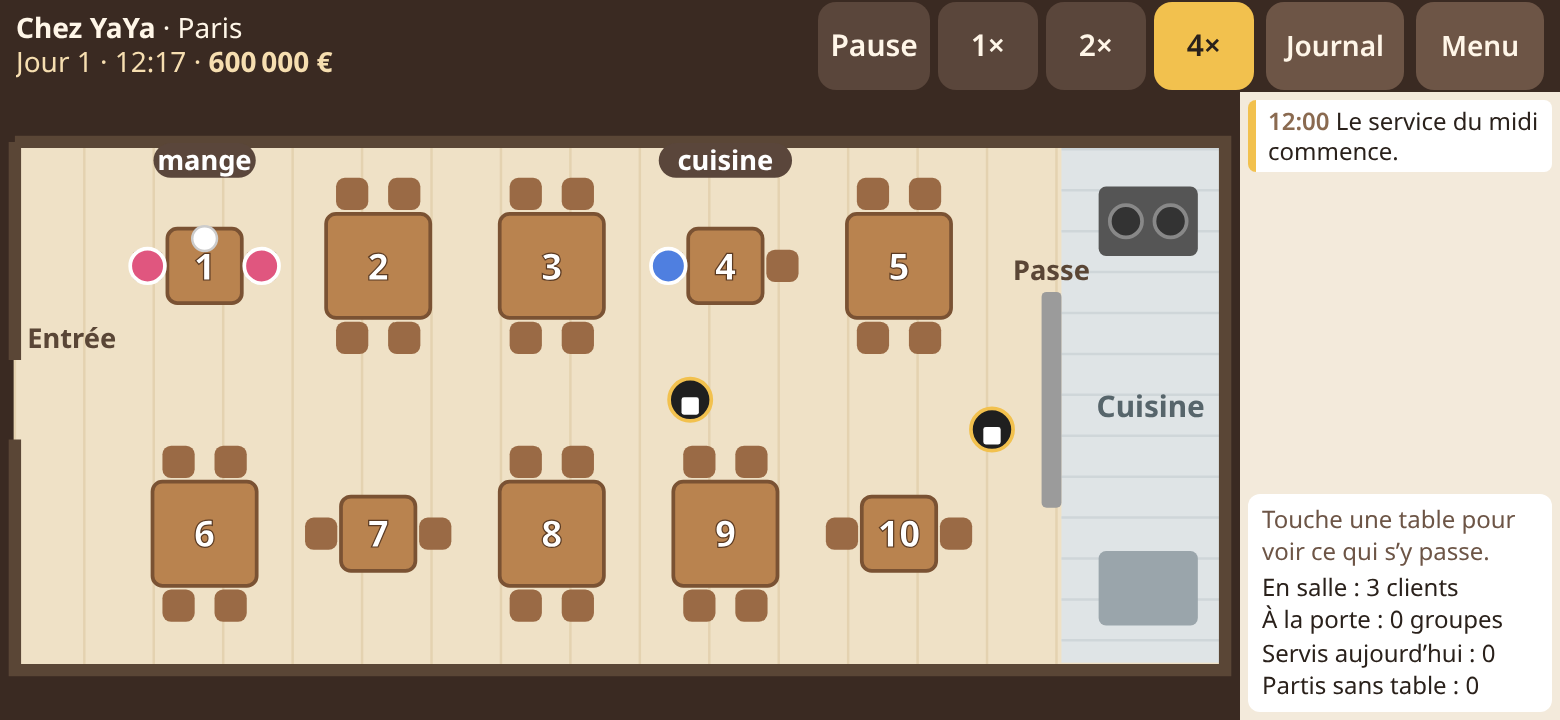 Chez YaYa · Paris
Jour 1 · 12:17 · 600 000 €
Pause
1×
2×
4×
Journal
Menu
12:00 Le service du midi
commence.
mange
cuisine
1
2
3
4
5
Passe
Entrée
Cuisine
6
7
8
9
10
Touche une table pour
voir ce qui s’y passe.
En salle : 3 clients
À la porte : 0 groupes
Servis aujourd’hui : 0
Partis sans table : 0